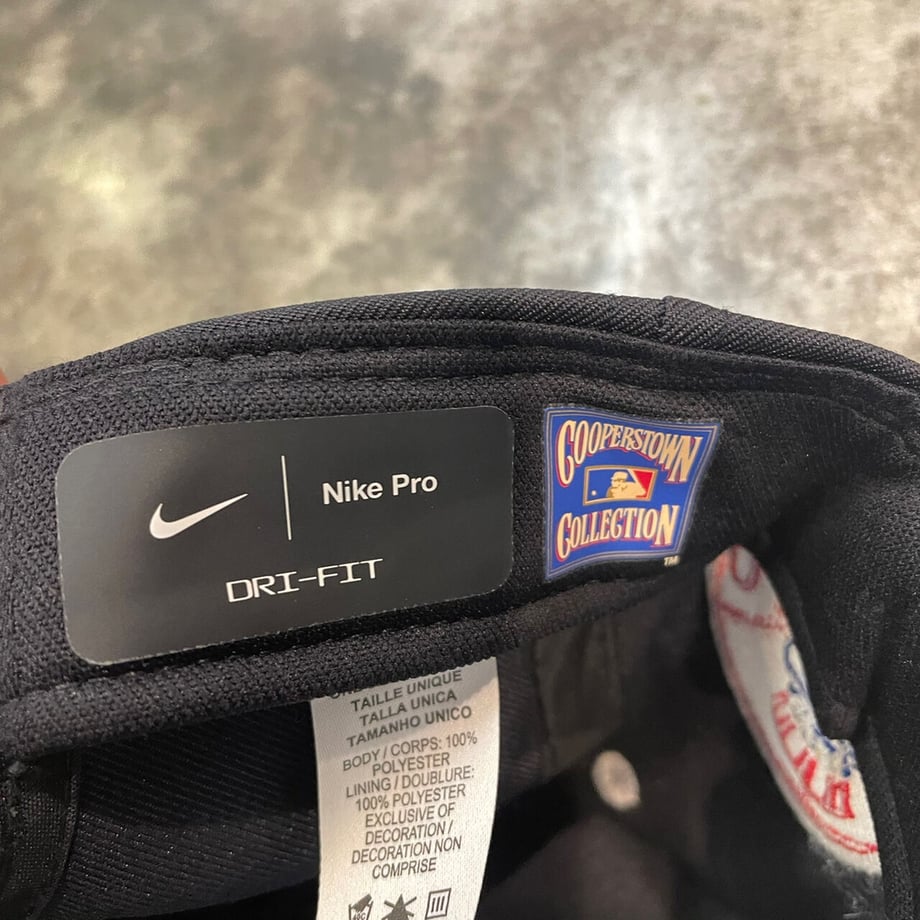 Nike Pro
DRI-FIT
COOPERSTOWN
COLLECTION
TM
TAILLE UNIQUE
TALLA UNICA
TAMANHO UNICO
BODY / CORPS: 100%
POLYESTER
LINING / DOUBLURE:
100% POLYESTER
EXCLUSIVE OF
DECORATION /
DECORATION NON
COMPRISE